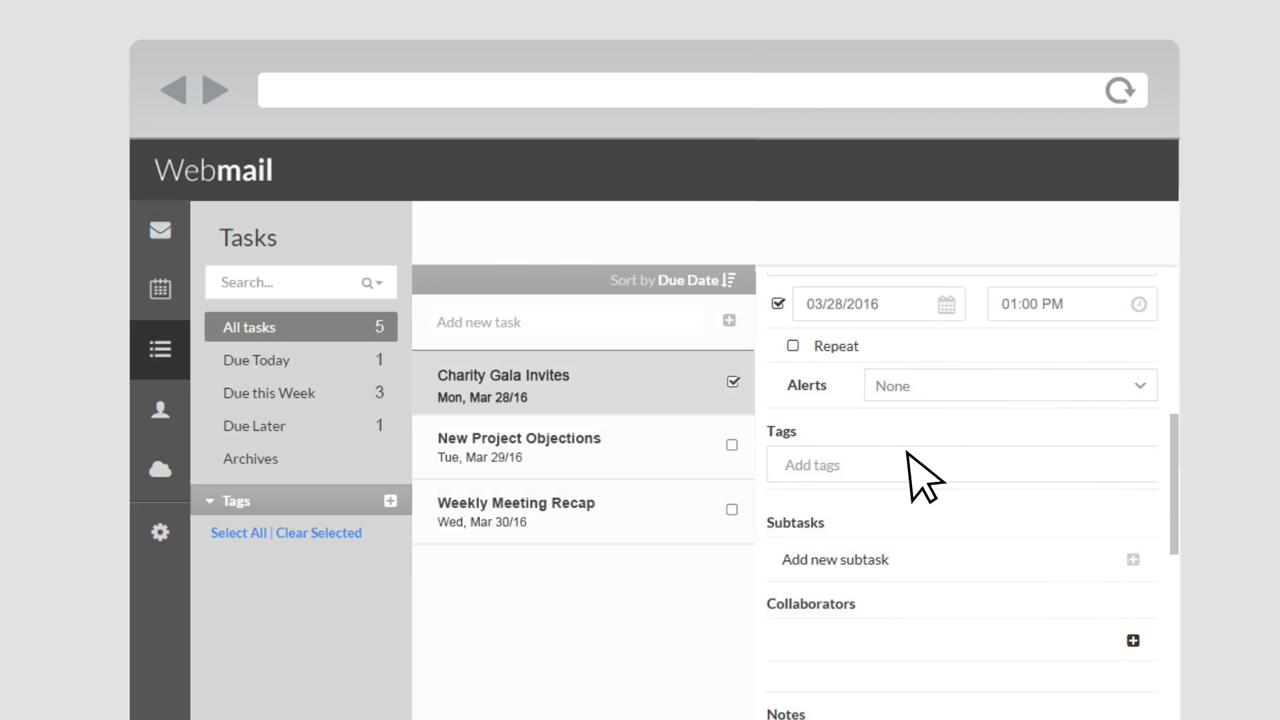 Webmail
Tasks
Search...
All tasks 5
Due Today 1
Due this Week 3
Due Later 1
Archives
Tags
Select All | Clear Selected
Sort by Due Date
Add new task
Charity Gala Invites
Mon, Mar 28/16
New Project Objections
Tue, Mar 29/16
Weekly Meeting Recap
Wed, Mar 30/16
03/28/2016 01:00 PM
Repeat
Alerts None
Tags
Add tags
Subtasks
Add new subtask
Collaborators
Notes